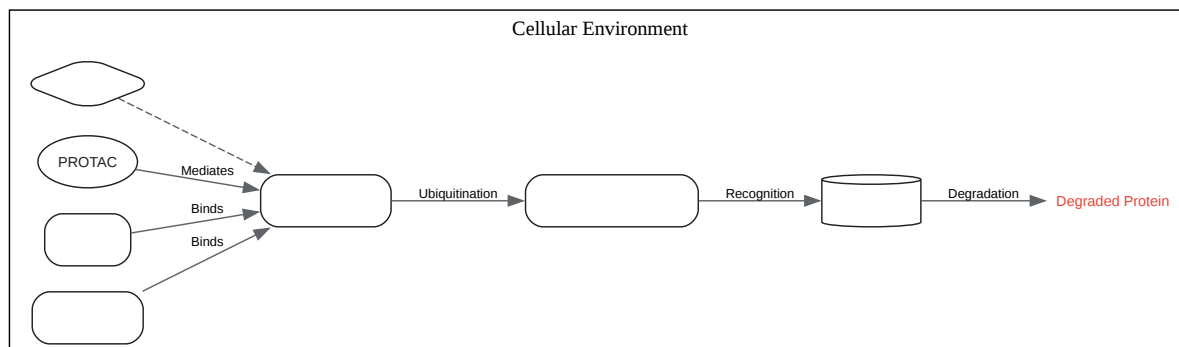 Cellular Environment
PROTAC
Mediates
Binds
Binds
Ubiquitination
Recognition
Degradation
Degraded Protein